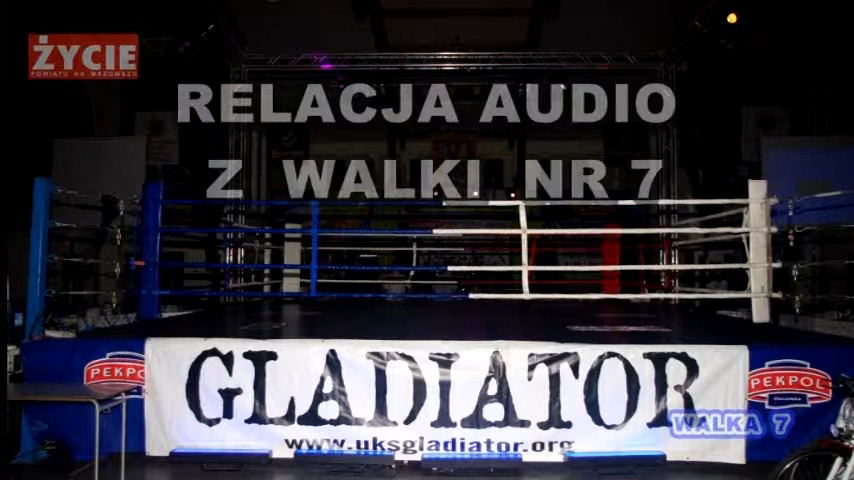 ŻYCIE
POWIATU NA MAZOWSZU
RELACJA AUDIO
Z WALKI NR 7
PEKPOL
GLADIATOR
PEKPOL
WALKA 7
www.uksgladiator.org